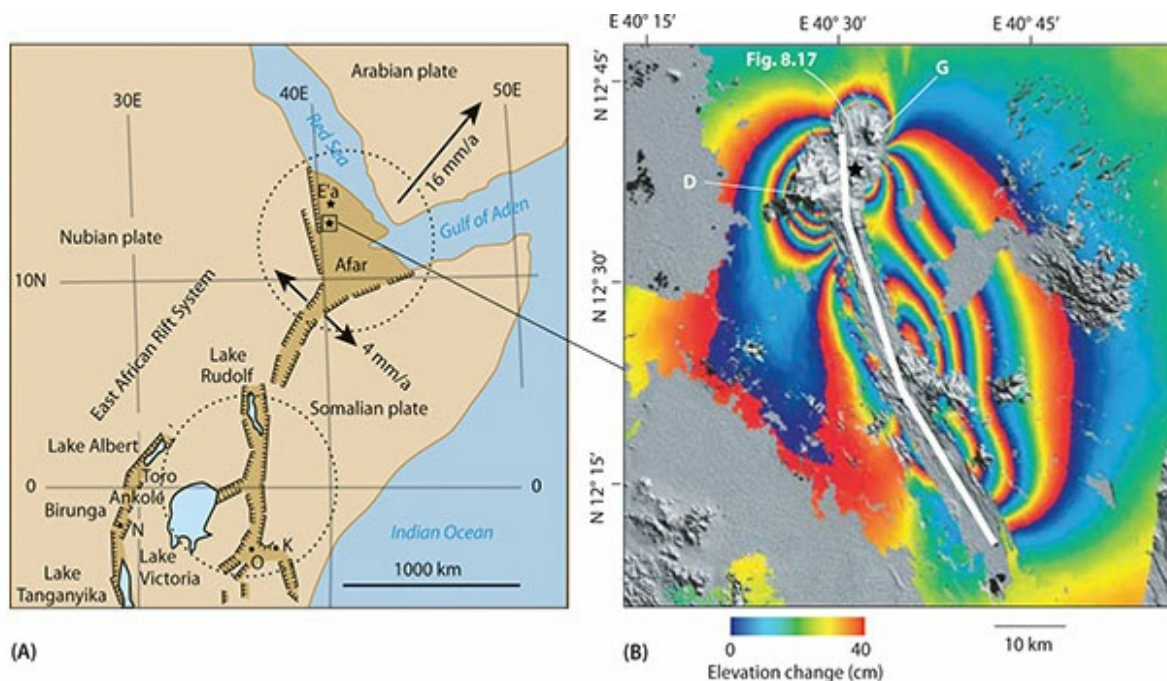 Arabian plate
30E
40E
50E
Red Sea
16 mm/a
E'a
Gulf of Aden
Nubian plate
Afar
10N
East African Rift System
4 mm/a
Lake
Rudolf
Somalian plate
Lake Albert
Toro
Ankolé
0
0
Birunga
N
K
O
Lake
Victoria
Indian Ocean
Lake
Tanganyika
1000 km
(A)
E 40° 15′
E 40° 30′
E 40° 45′
N 12° 45′
Fig. 8.17
G
D
N 12° 30′
N 12° 15′
(B)
0
40
Elevation change (cm)
10 km